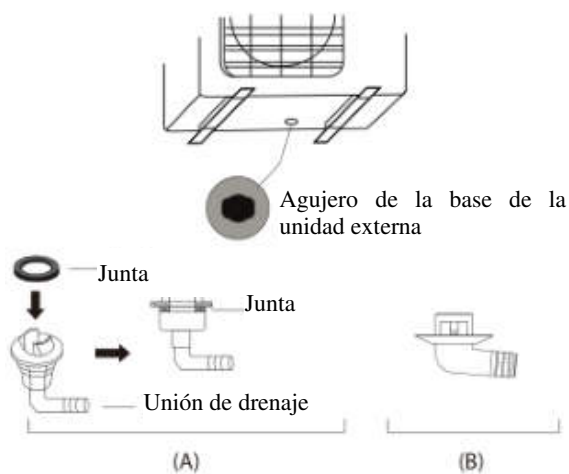 Agujero de la base de la
unidad externa
Junta
Junta
Unión de drenaje
(A)
(B)